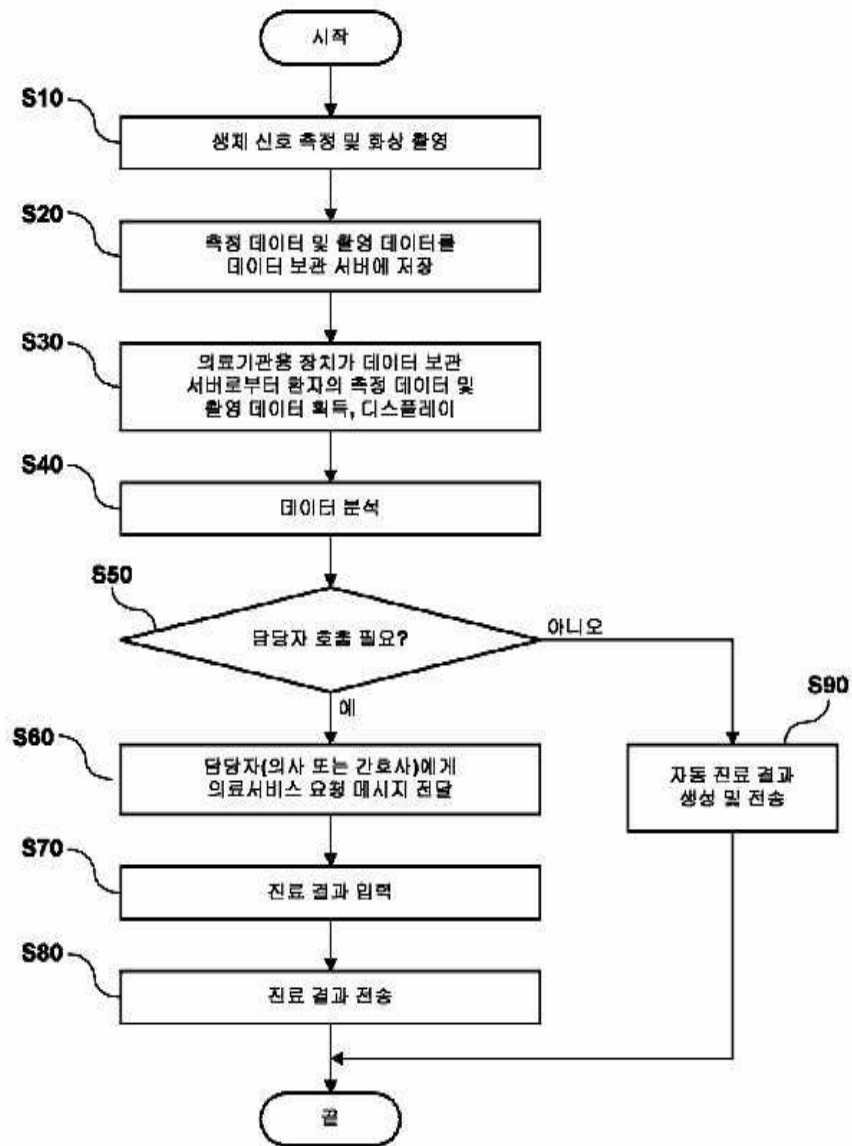 시작
S10
생체 신호 측정 및 화상 촬영
S20
측정 데이터 및 촬영 데이터를
데이터 보관 서버에 저장
S30
의료기관용 장치가 데이터 보관
서버로부터 환자의 측정 데이터 및
촬영 데이터 획득, 디스플레이
S40
데이터 분석
S50
담당자 호출 필요?
아니오
예
S60
담당자(의사 또는 간호사)에게
의료서비스 요청 메시지 전달
S90
자동 진료 결과
생성 및 전송
S70
진료 결과 입력
S80
진료 결과 전송
끝